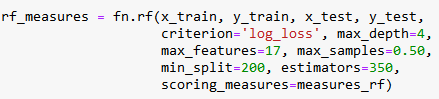 rf_measures = fn.rf(x_train, y_train, x_test, y_test,
criterion='log_loss', max_depth=4,
max_features=17, max_samples=0.50,
min_split=200, estimators=350,
scoring_measures=measures_rf)